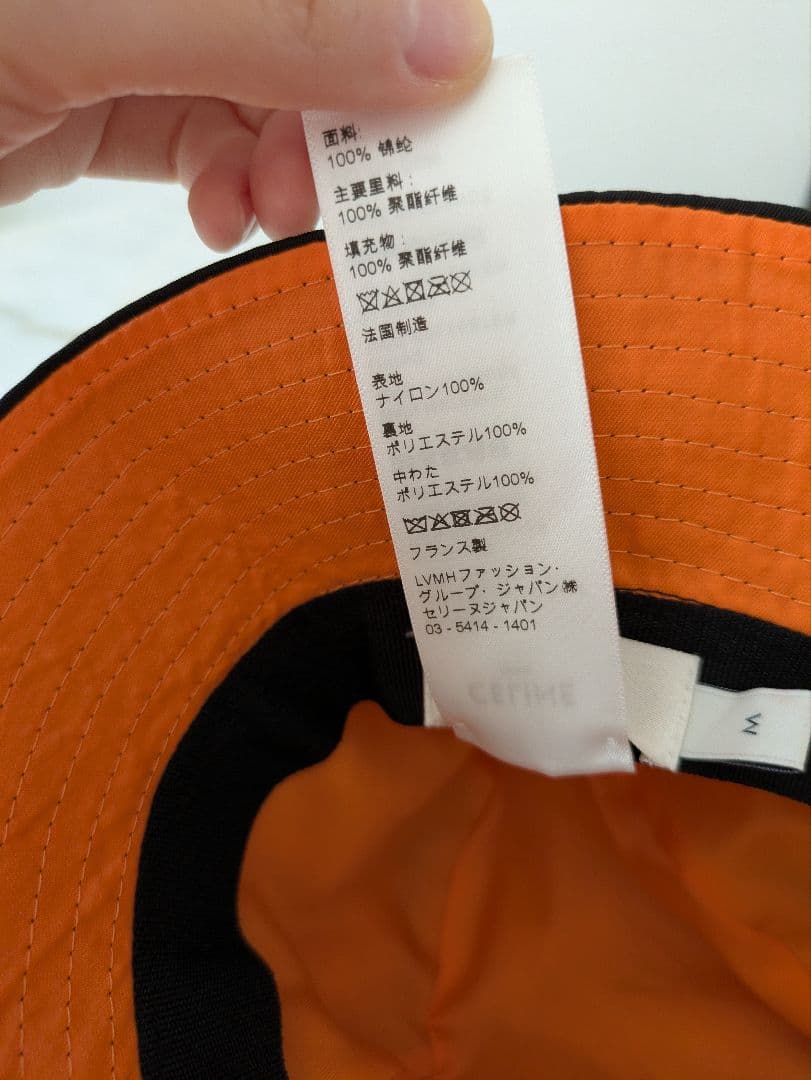 面料:
100% 锦纶
主要里料:
100% 聚酯纤维
填充物:
100% 聚酯纤维
法国制造
表地
ナイロン100%
裏地
ポリエステル100%
中わた
ポリエステル100%
フランス製
LVMHファッション・
グループ・ジャパン㈱
セリーヌジャパン
03 - 5414 - 1401
CELINE
M